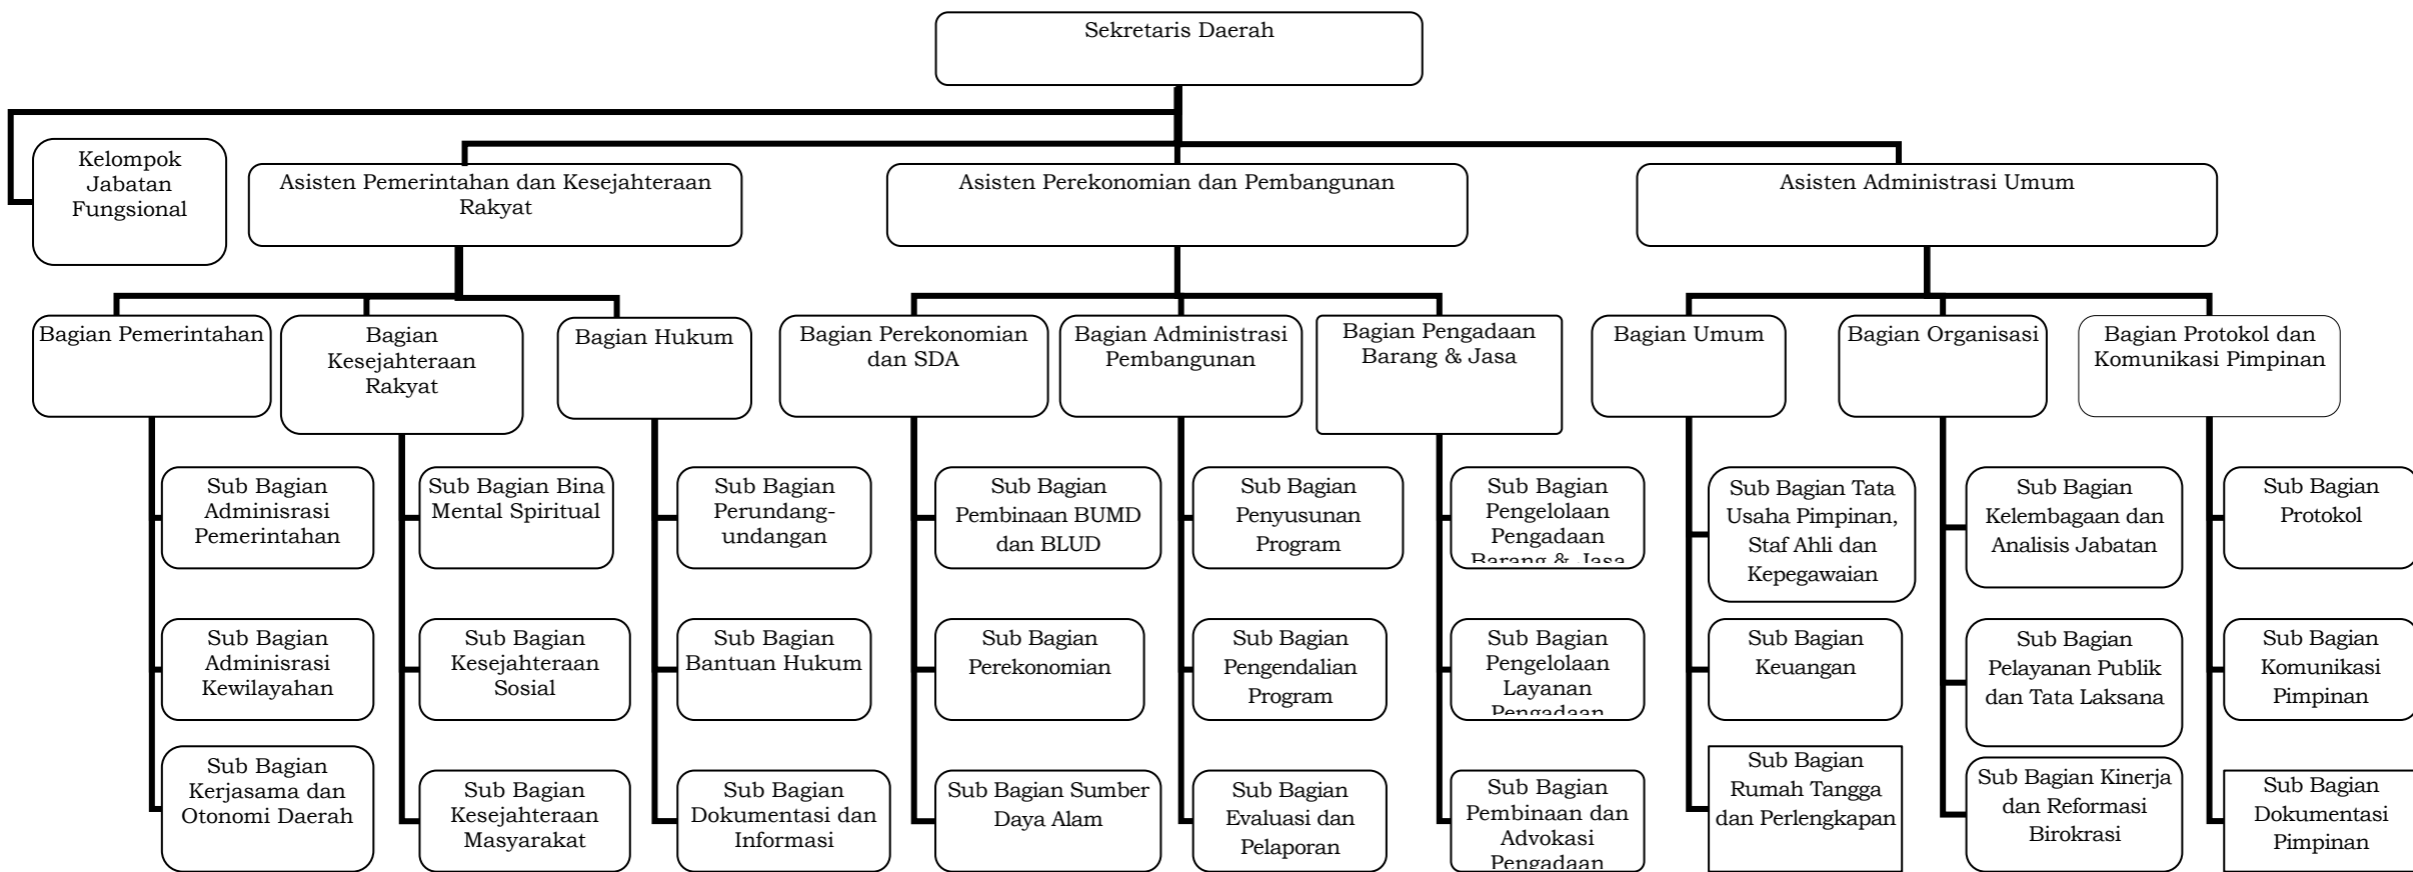 Sekretaris Daerah
Kelompok
Jabatan
Fungsional
Asisten Pemerintahan dan Kesejahteraan
Rakyat
Asisten Perekonomian dan Pembangunan
Asisten Administrasi Umum
Bagian Pemerintahan
Bagian
Kesejahteraan
Rakyat
Bagian Hukum
Bagian Perekonomian
dan SDA
Bagian Administrasi
Pembangunan
Bagian Pengadaan
Barang & Jasa
Bagian Umum
Bagian Organisasi
Bagian Protokol dan
Komunikasi Pimpinan
Sub Bagian
Adminisrasi
Pemerintahan
Sub Bagian Bina
Mental Spiritual
Sub Bagian
Perundang-
undangan
Sub Bagian
Pembinaan BUMD
dan BLUD
Sub Bagian
Penyusunan
Program
Sub Bagian
Pengelolaan
Pengadaan
Barang & Jasa
Sub Bagian Tata
Usaha Pimpinan,
Staf Ahli dan
Kepegawaian
Sub Bagian
Kelembagaan dan
Analisis Jabatan
Sub Bagian
Protokol
Sub Bagian
Adminisrasi
Kewilayahan
Sub Bagian
Kesejahteraan
Sosial
Sub Bagian
Bantuan Hukum
Sub Bagian
Perekonomian
Sub Bagian
Pengendalian
Program
Sub Bagian
Pengelolaan
Layanan
Pengadaan
Sub Bagian
Keuangan
Sub Bagian
Pelayanan Publik
dan Tata Laksana
Sub Bagian
Komunikasi
Pimpinan
Sub Bagian
Kerjasama dan
Otonomi Daerah
Sub Bagian
Kesejahteraan
Masyarakat
Sub Bagian
Dokumentasi dan
Informasi
Sub Bagian Sumber
Daya Alam
Sub Bagian
Evaluasi dan
Pelaporan
Sub Bagian
Pembinaan dan
Advokasi
Pengadaan
Sub Bagian
Rumah Tangga
dan Perlengkapan
Sub Bagian Kinerja
dan Reformasi
Birokrasi
Sub Bagian
Dokumentasi
Pimpinan